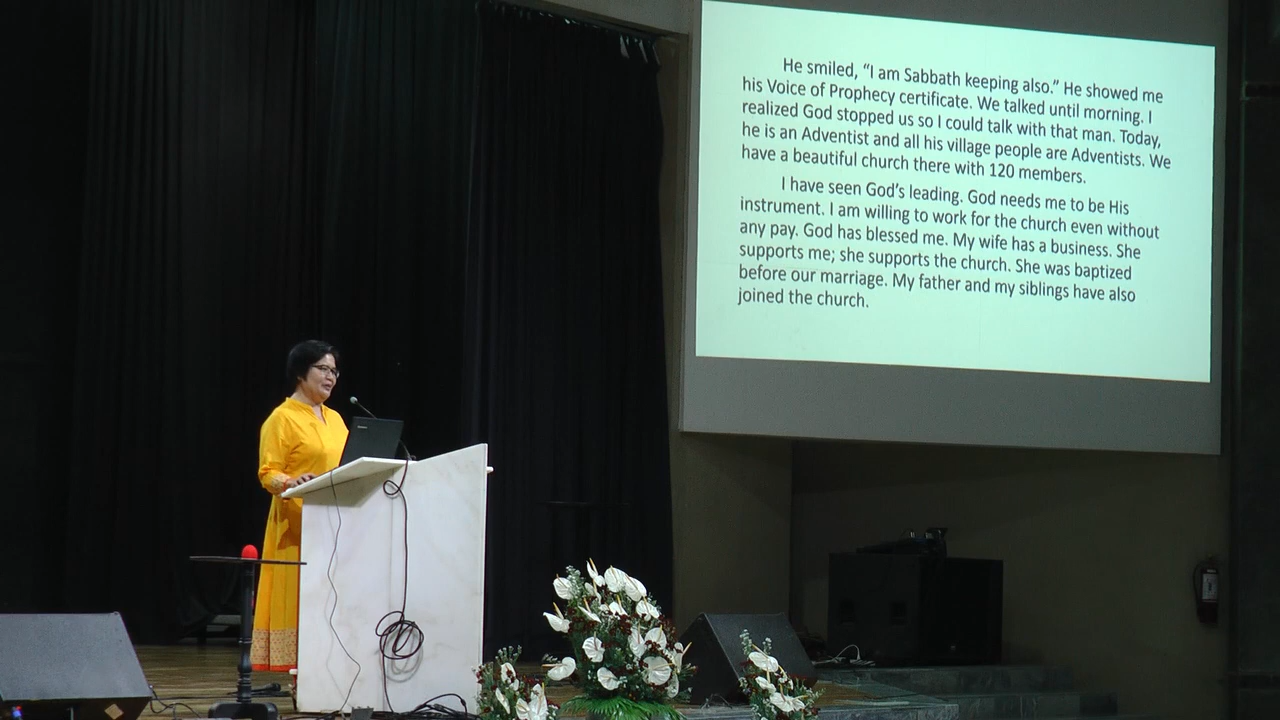 He smiled, “I am Sabbath keeping also.” He showed me
his Voice of Prophecy certificate. We talked until morning. I
realized God stopped us so I could talk with that man. Today,
he is an Adventist and all his village people are Adventists. We
have a beautiful church there with 120 members.
I have seen God’s leading. God needs me to be His
instrument. I am willing to work for the church even without
any pay. God has blessed me. My wife has a business. She
supports me; she supports the church. She was baptized
before our marriage. My father and my siblings have also
joined the church.